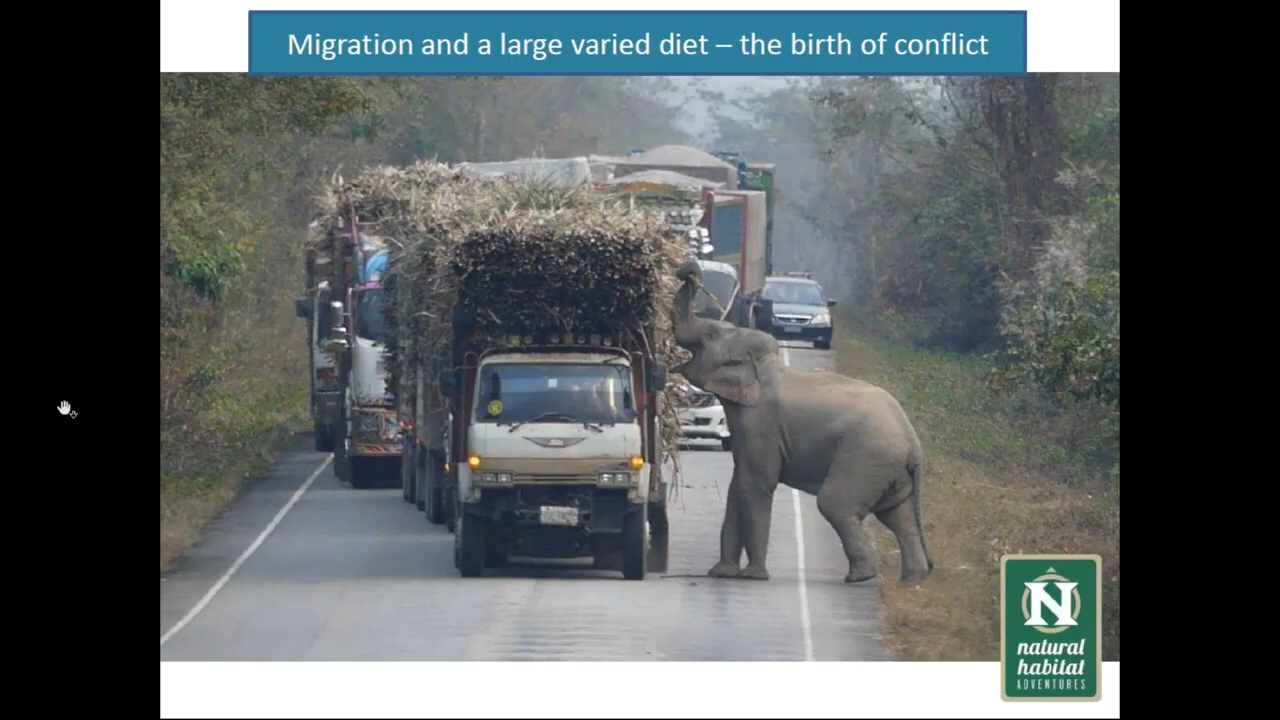 Migration and a large varied diet – the birth of conflict
N
natural
habitat
ADVENTURES